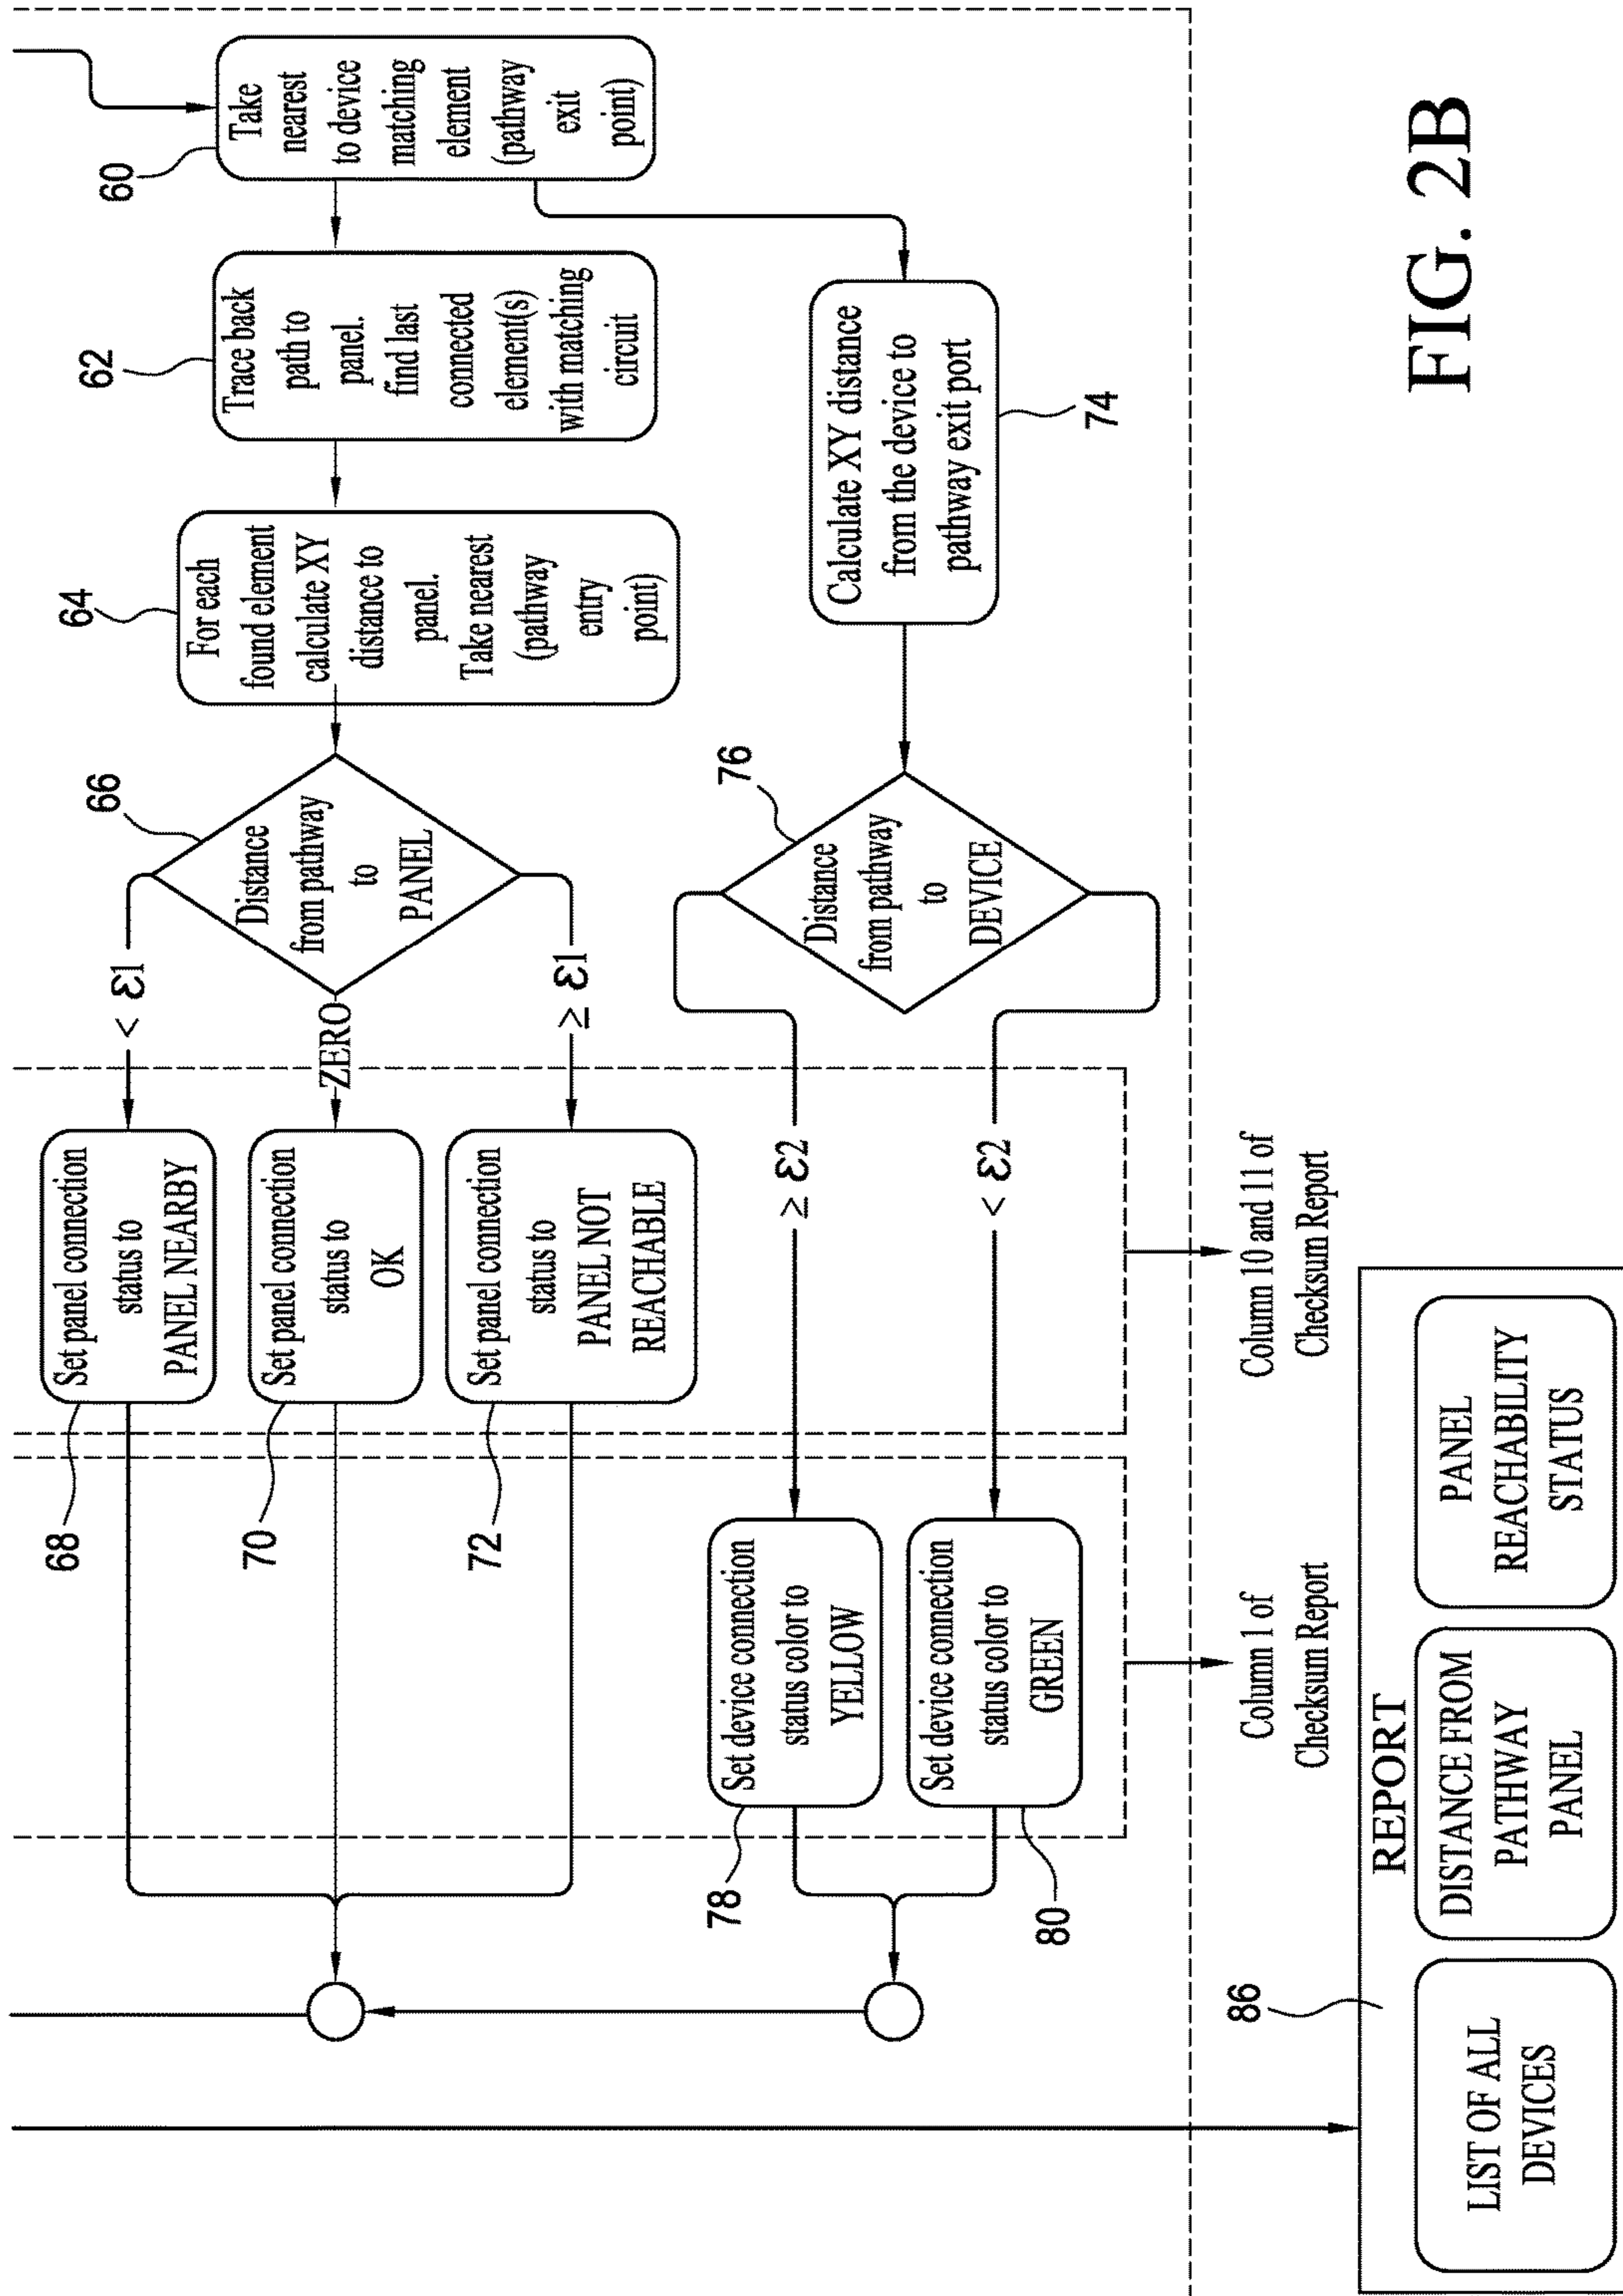 60
Take
nearest
to device
matching
element
(pathway
exit
point)
62
Trace back
path to
panel.
find last
connected
element(s)
with matching
circuit
64
For each
found element
calculate XY
distance to
panel.
Take nearest
(pathway
entry
point)
66
Distance
from pathway
to
PANEL
< ε1
ZERO
≥ ε1
68
Set panel connection
status to
PANEL NEARBY
70
Set panel connection
status to
OK
72
Set panel connection
status to
PANEL NOT
REACHABLE
74
Calculate XY distance
from the device to
pathway exit port
76
Distance
from pathway
to
DEVICE
≥ ε2
< ε2
78
Set device connection
status color to
YELLOW
80
Set device connection
status color to
GREEN
Column 10 and 11 of
Checksum Report
Column 1 of
Checksum Report
86
REPORT
LIST OF ALL
DEVICES
DISTANCE FROM
PATHWAY
PANEL
PANEL
REACHABILITY
STATUS
FIG. 2B